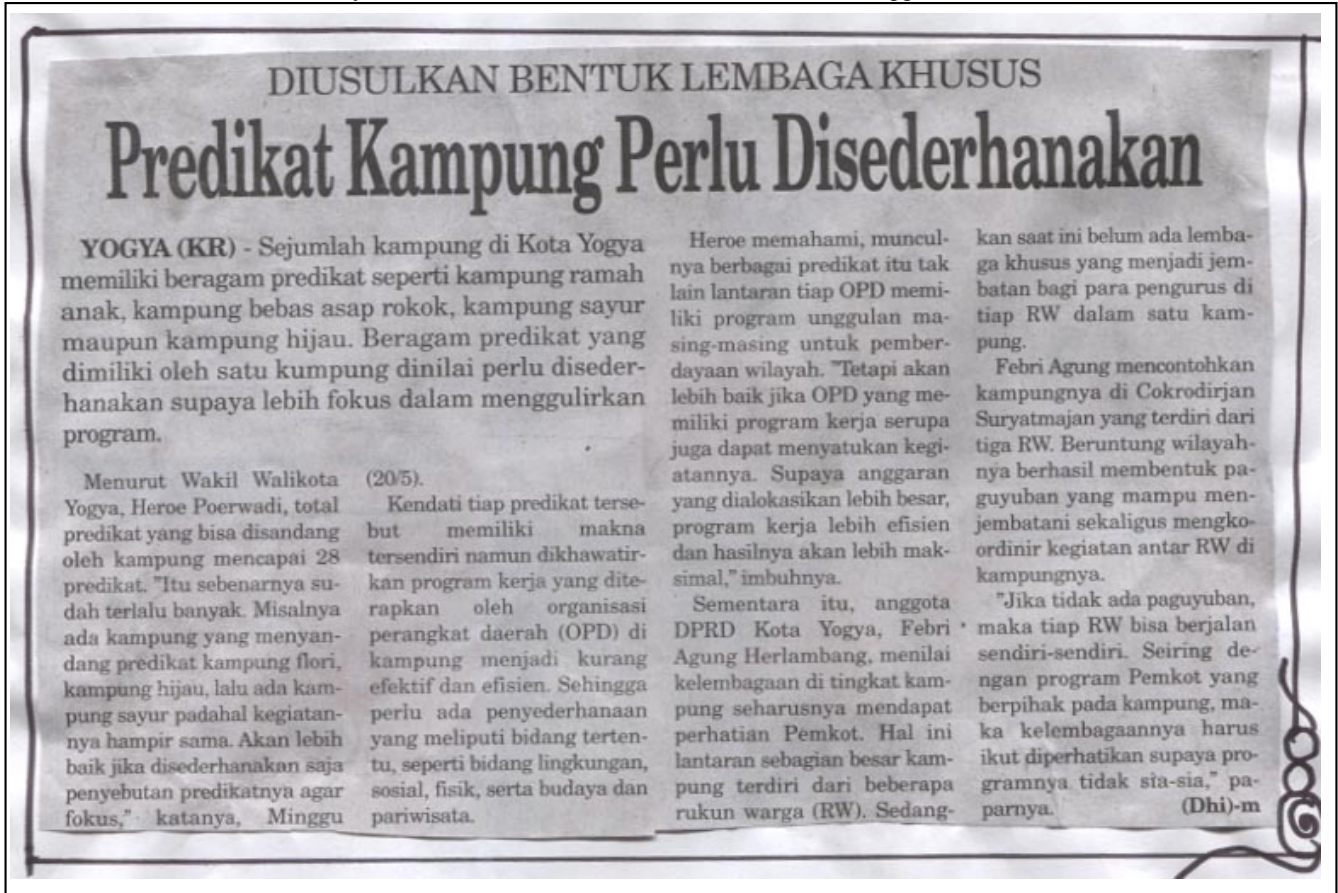 DIUSULKAN BENTUK LEMBAGA KHUSUS
Predikat Kampung Perlu Disederhanakan
YOGYA (KR) - Sejumlah kampung di Kota Yogya
memiliki beragam predikat seperti kampung ramah
anak, kampung bebas asap rokok, kampung sayur
maupun kampung hijau. Beragam predikat yang
dimiliki oleh satu kumpung dinilai perlu diseder-
hanakan supaya lebih fokus dalam menggulirkan
program.
Menurut Wakil Walikota
Yogya, Heroe Poerwadi, total
predikat yang bisa disandang
oleh kampung mencapai 28
predikat. "Itu sebenarnya su-
dah terlalu banyak. Misalnya
ada kampung yang menyan-
dang predikat kampung flori,
kampung hijau, lalu ada kam-
pung sayur padahal kegiatan-
nya hampir sama. Akan lebih
baik jika disederhanakan saja
penyebutan predikatnya agar
fokus," katanya, Minggu
(20/5).
Kendati tiap predikat terse-
but memiliki makna
tersendiri namun dikhawatir-
kan program kerja yang dite-
rapkan oleh organisasi
perangkat daerah (OPD) di
kampung menjadi kurang
efektif dan efisien. Sehingga
perlu ada penyederhanaan
yang meliputi bidang terten-
tu, seperti bidang lingkungan,
sosial, fisik, serta budaya dan
pariwisata.
Heroe memahami, muncul-
nya berbagai predikat itu tak
lain lantaran tiap OPD memi-
liki program unggulan ma-
sing-masing untuk pember-
dayaan wilayah. "Tetapi akan
lebih baik jika OPD yang me-
miliki program kerja serupa
juga dapat menyatukan kegi-
atannya. Supaya anggaran
yang dialokasikan lebih besar,
program kerja lebih efisien
dan hasilnya akan lebih mak-
simal," imbuhnya.
Sementara itu, anggota
DPRD Kota Yogya, Febri
Agung Herlambang, menilai
kelembagaan di tingkat kam-
pung seharusnya mendapat
perhatian Pemkot. Hal ini
lantaran sebagian besar kam-
pung terdiri dari beberapa
rukun warga (RW). Sedang-
kan saat ini belum ada lemba-
ga khusus yang menjadi jem-
batan bagi para pengurus di
tiap RW dalam satu kam-
pung.
Febri Agung mencontohkan
kampungnya di Cokrodirjan
Suryatmajan yang terdiri dari
tiga RW. Beruntung wilayah-
nya berhasil membentuk pa-
guyuban yang mampu men-
jembatani sekaligus mengko-
ordinir kegiatan antar RW di
kampungnya.
"Jika tidak ada paguyuban,
maka tiap RW bisa berjalan
sendiri-sendiri. Seiring de-
ngan program Pemkot yang
berpihak pada kampung, ma-
ka kelembagaannya harus
ikut diperhatikan supaya pro-
gramnya tidak sia-sia," pa-
parnya. (Dhi)-m